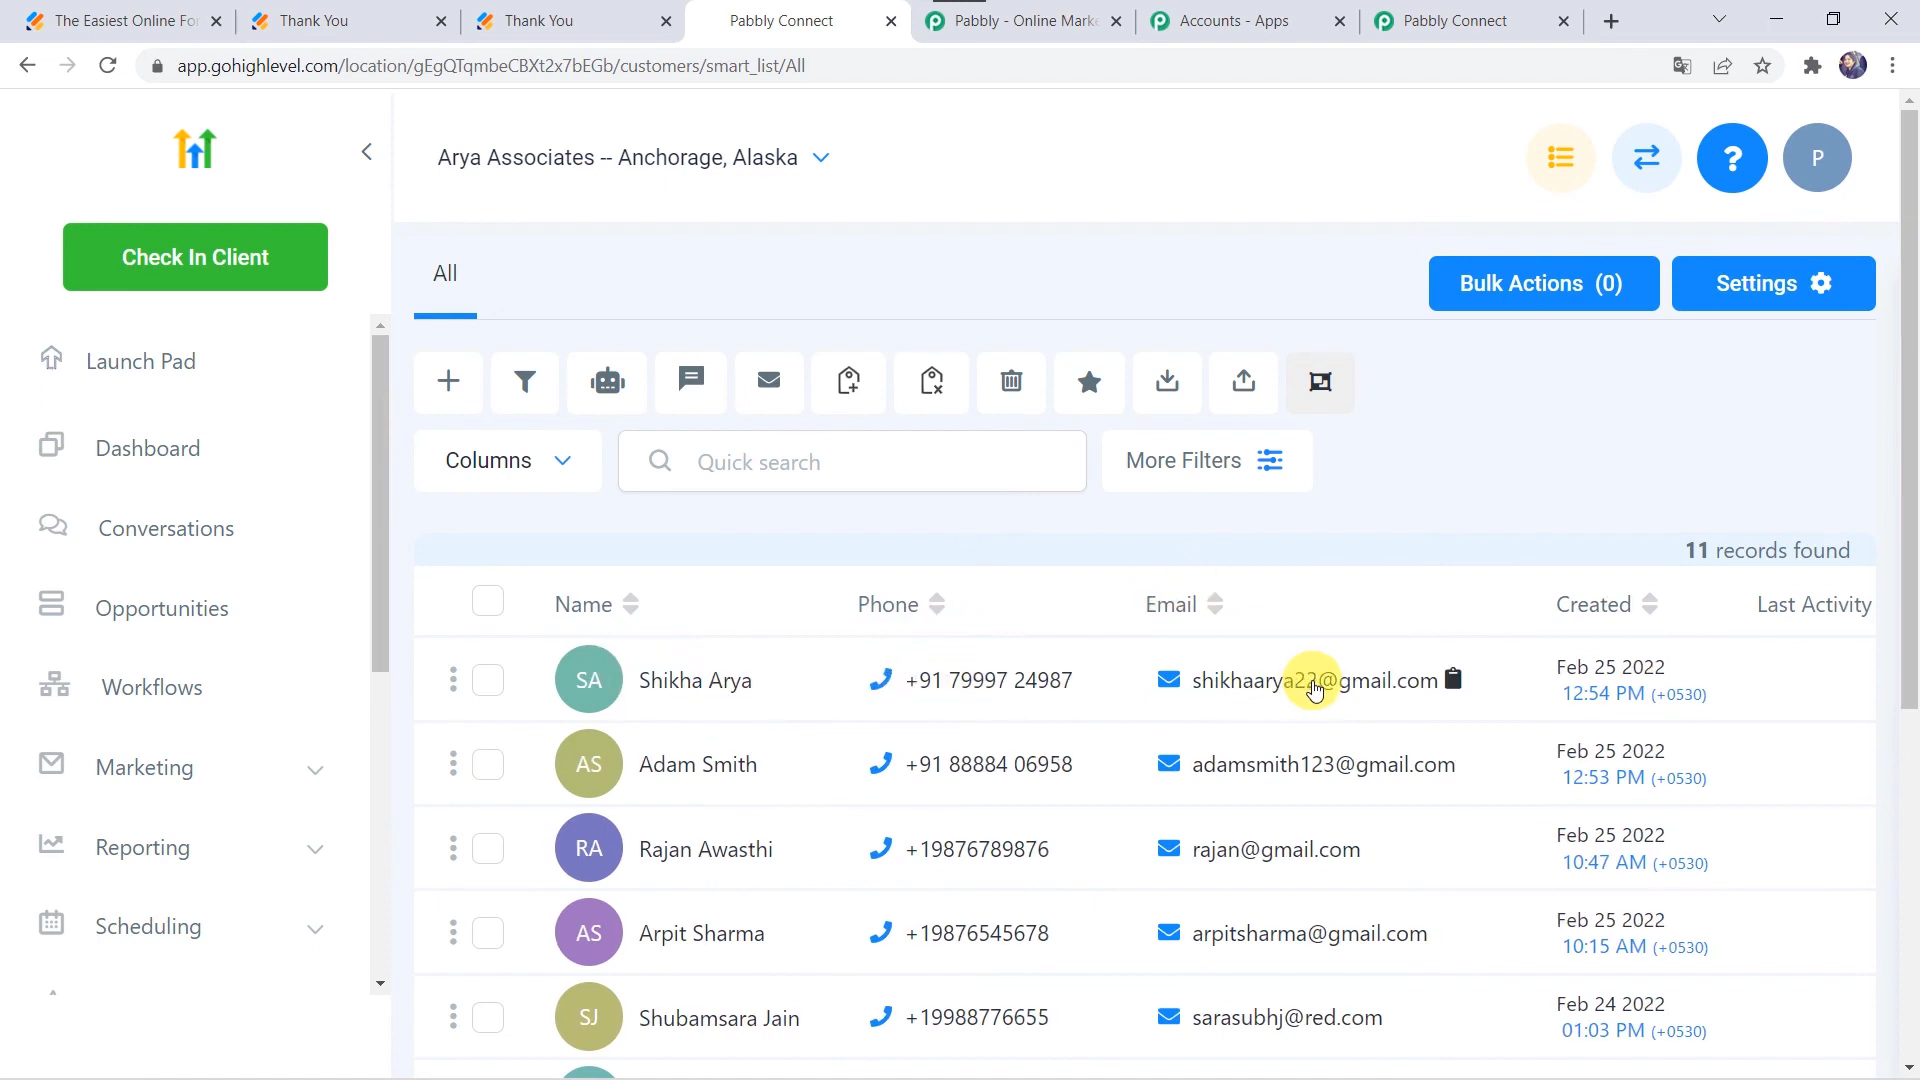 The Easiest Online For
Thank You
Thank You
Pabbly Connect
Pabbly - Online Marke
Accounts - Apps
Pabbly Connect
app.gohighlevel.com/location/gEgQTqmbeCBXt2x7bEGb/customers/smart_list/All
Arya Associates -- Anchorage, Alaska
?
P
Check In Client
All
Bulk Actions (0)
Settings
Launch Pad
Dashboard
Conversations
Opportunities
Workflows
Marketing
Reporting
Scheduling
Columns
Quick search
More Filters
11 records found
Name Phone Email Created Last Activity
SA Shikha Arya +91 79997 24987 shikhaarya22@gmail.com Feb 25 2022
12:54 PM (+0530)
AS Adam Smith +91 88884 06958 adamsmith123@gmail.com Feb 25 2022
12:53 PM (+0530)
RA Rajan Awasthi +19876789876 rajan@gmail.com Feb 25 2022
10:47 AM (+0530)
AS Arpit Sharma +19876545678 arpitsharma@gmail.com Feb 25 2022
10:15 AM (+0530)
SJ Shubamsara Jain +19988776655 sarasubhj@red.com Feb 24 2022
01:03 PM (+0530)